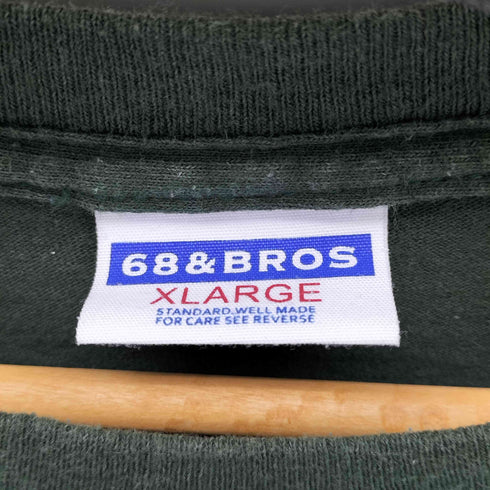 68&BROS
XLARGE
STANDARD.WELL MADE
FOR CARE SEE REVERSE